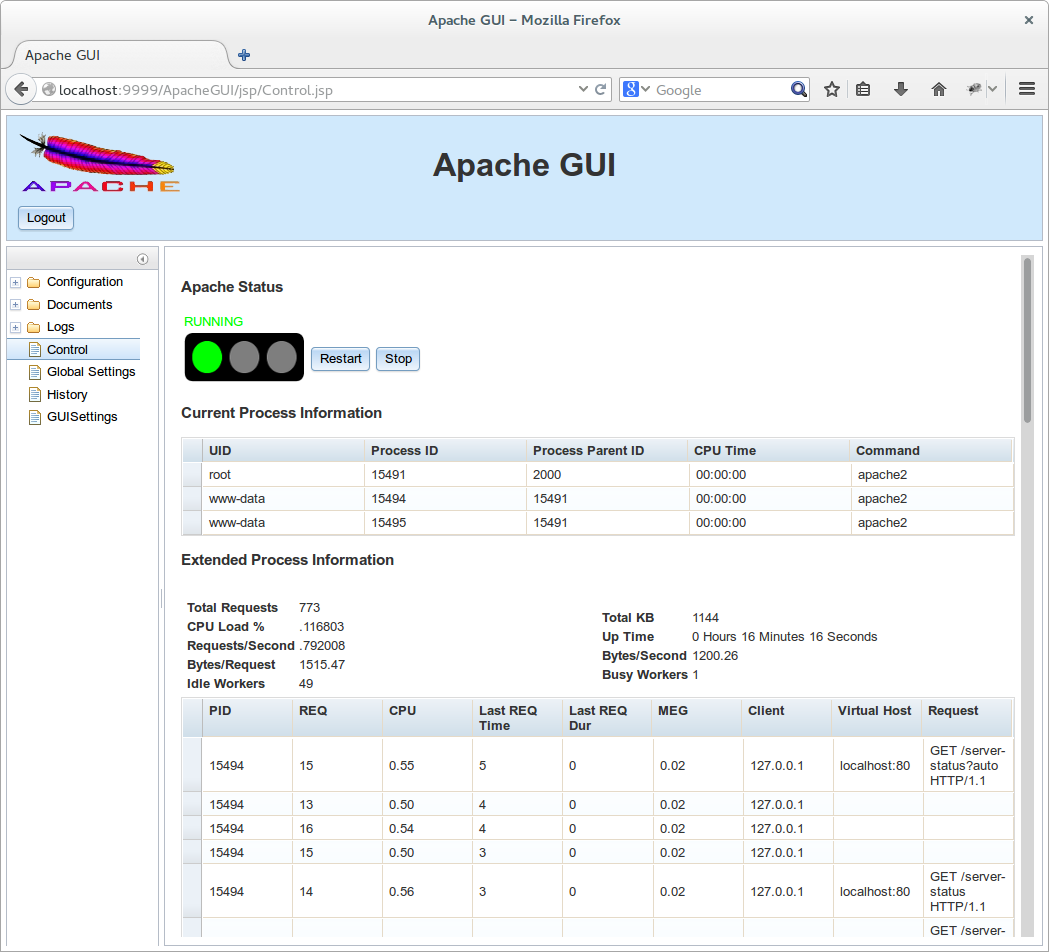 Apache GUI – Mozilla Firefox
Apache GUI
localhost:9999/ApacheGUI/jsp/Control.jsp
8 Google
APACHE
Apache GUI
Logout
Configuration
Documents
Logs
Control
Global Settings
History
GUISettings
Apache Status
RUNNING
Restart Stop
Current Process Information
UID Process ID Process Parent ID CPU Time Command
root 15491 2000 00:00:00 apache2
www-data 15494 15491 00:00:00 apache2
www-data 15495 15491 00:00:00 apache2
Extended Process Information
Total Requests 773
CPU Load % .116803
Requests/Second .792008
Bytes/Request 1515.47
Idle Workers 49
Total KB 1144
Up Time 0 Hours 16 Minutes 16 Seconds
Bytes/Second 1200.26
Busy Workers 1
PID REQ CPU Last REQ Time Last REQ Dur MEG Client Virtual Host Request
15494 15 0.55 5 0 0.02 127.0.0.1 localhost:80 GET /server-
status?auto
HTTP/1.1
15494 13 0.50 4 0 0.02 127.0.0.1
15494 16 0.54 4 0 0.02 127.0.0.1
15494 15 0.50 3 0 0.02 127.0.0.1
15494 14 0.56 3 0 0.02 127.0.0.1 localhost:80 GET /server-
status
HTTP/1.1
GET /server-